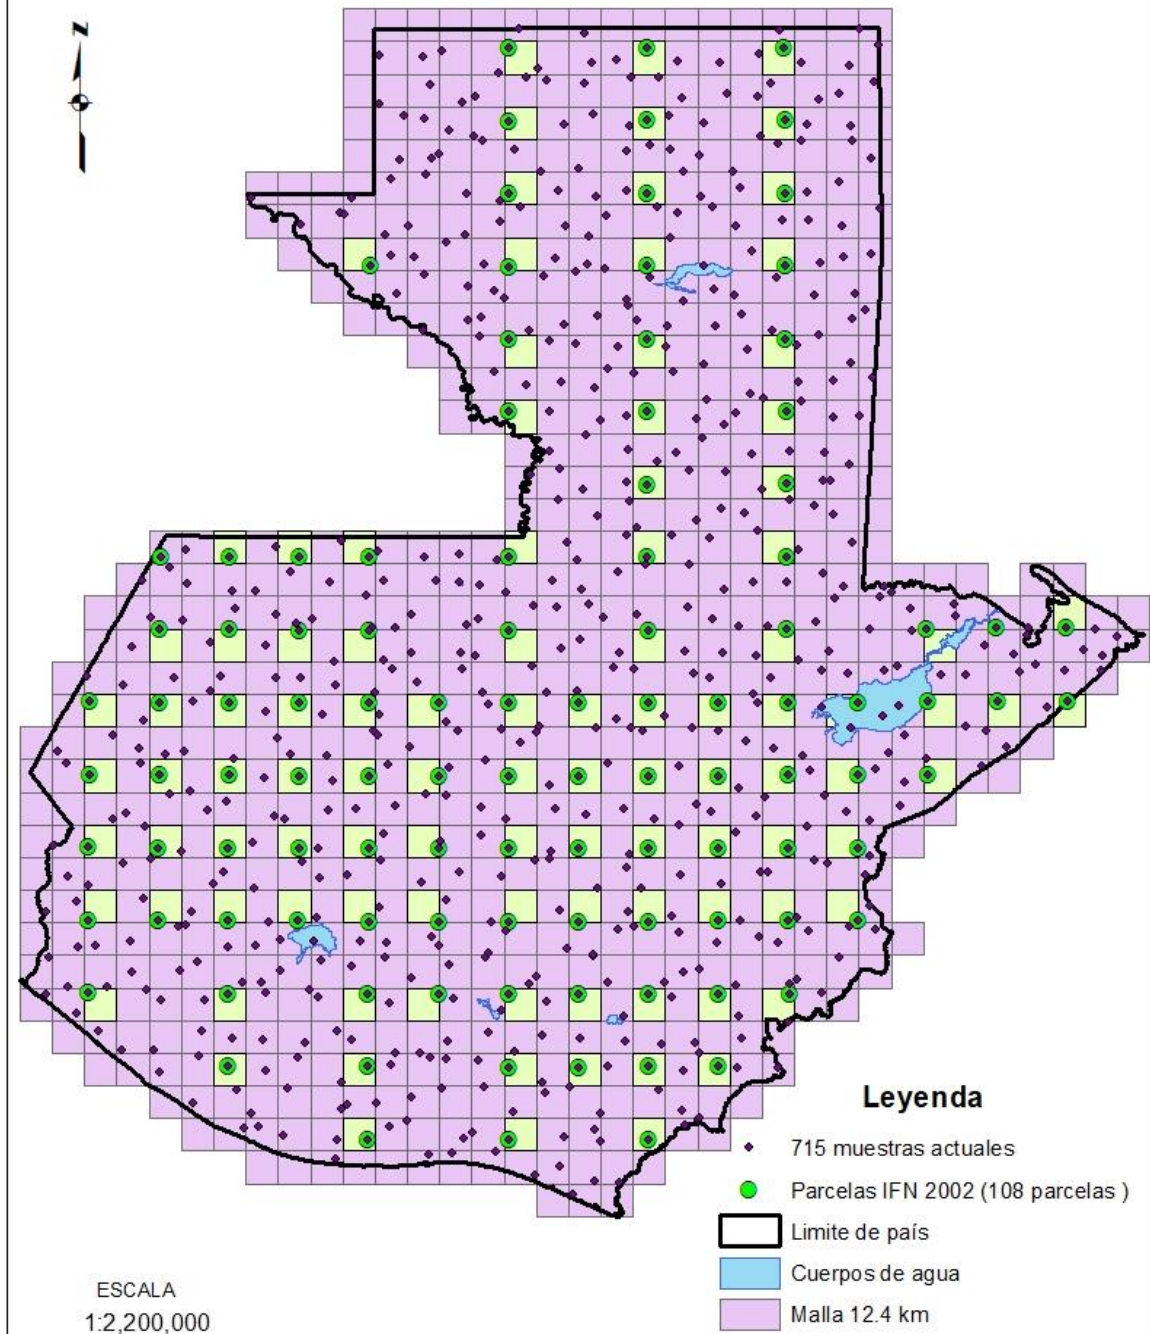 N
Leyenda
715 muestras actuales
Parcelas IFN 2002 (108 parcelas )
Limite de país
Cuerpos de agua
Malla 12.4 km
ESCALA
1:2,200,000